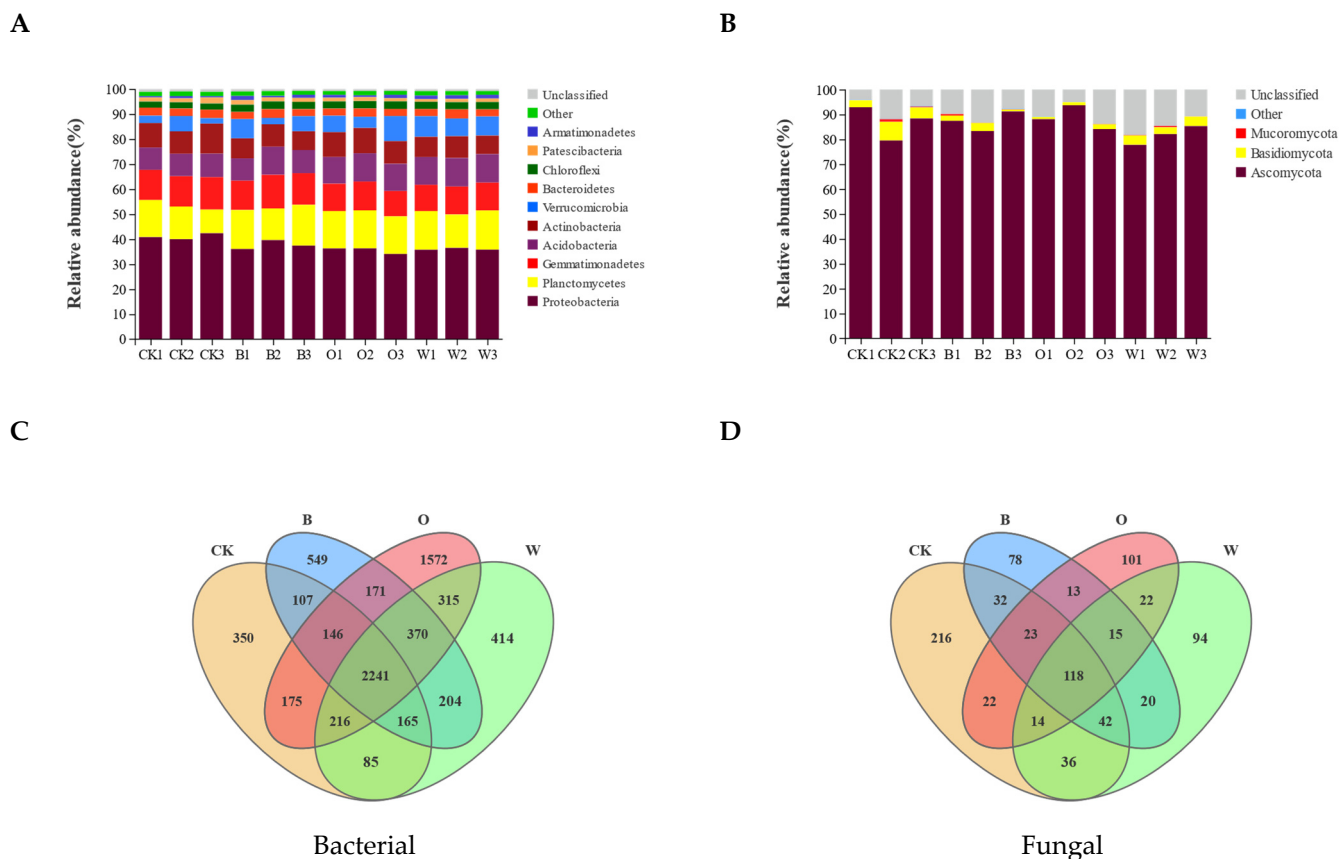 A
B
Relative abundance(%)
100
90
80
70
60
50
40
30
20
10
0
CK1 CK2 CK3 B1 B2 B3 O1 O2 O3 W1 W2 W3
Unclassified
Other
Armatimonadetes
Patescibacteria
Chloroflexi
Bacteroidetes
Verrucomicrobia
Actinobacteria
Acidobacteria
Gemmatimonadetes
Planctomycetes
Proteobacteria
Relative abundance(%)
100
90
80
70
60
50
40
30
20
10
0
CK1 CK2 CK3 B1 B2 B3 O1 O2 O3 W1 W2 W3
Unclassified
Other
Mucoromycota
Basidiomycota
Ascomycota
C
D
B O
CK W
549 1572
107 171 315
350 146 370 414
2241
175 204
216 165
85
Bacterial
B O
CK W
78 101
32 13 22
216 23 15 94
118
22 20
14 42
36
Fungal